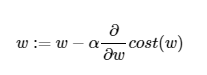 w := w − α ∂/∂w cost(w)